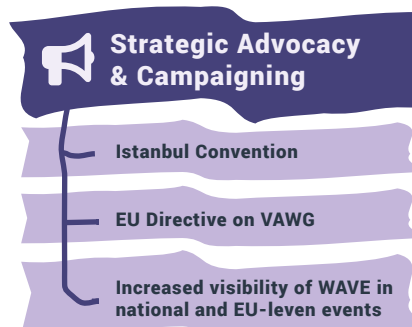 Strategic Advocacy
& Campaigning
Istanbul Convention
EU Directive on VAWG
Increased visibility of WAVE in
national and EU-leven events